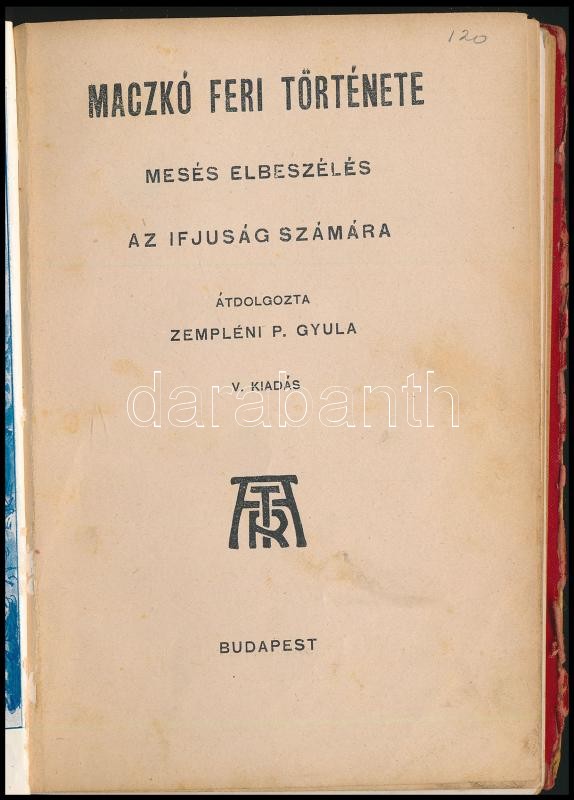 120
MACZKÓ FERI TÖRTÉNETE
MESÉS ELBESZÉLÉS
AZ IFJUSÁG SZÁMÁRA
ÁTDOLGOZTA
ZEMPLÉNI P. GYULA
V. KIADÁS
darabanth
BUDAPEST